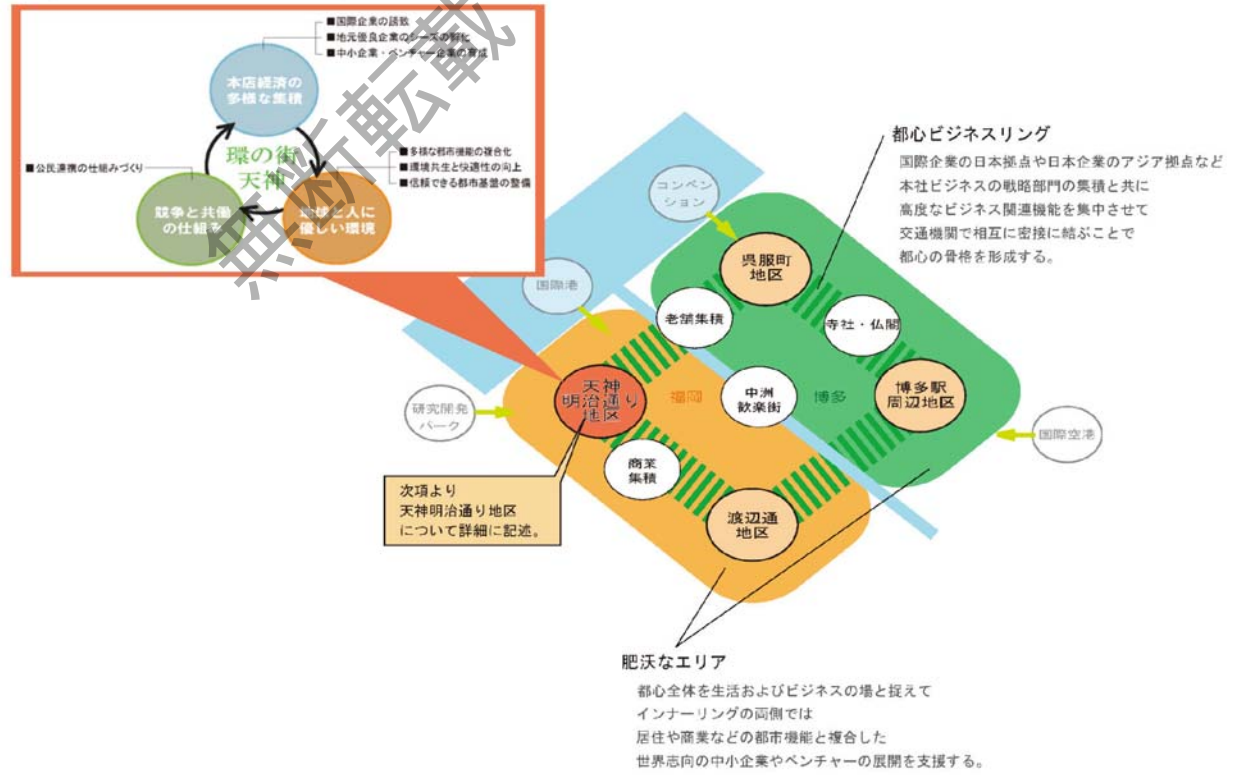 ■国際企業の誘致
■地元優良企業のシーズの孵化
■中小企業・ベンチャー企業の育成
本店経済の
多様な集積
■公民連携の仕組みづくり
環の街
天神
■多様な都市機能の複合化
■環境共生と快適性の向上
■信頼できる都市基盤の整備
競争と共働
の仕組み
地球と人に
優しい環境
無断転載
都心ビジネスリング
国際企業の日本拠点や日本企業のアジア拠点など
本社ビジネスの戦略部門の集積と共に
高度なビジネス関連機能を集中させて
交通機関で相互に密接に結ぶことで
都心の骨格を形成する。
コンベン
ション
呉服町
地区
国際港
老舗集積
寺社・仏閣
天神
明治通り
地区
福岡
中洲
歓楽街
博多
博多駅
周辺地区
研究開発
パーク
国際空港
商業
集積
渡辺通
地区
次項より
天神明治通り地区
について詳細に記述。
肥沃なエリア
都心全体を生活およびビジネスの場と捉えて
インナーリングの両側では
居住や商業などの都市機能と複合した
世界志向の中小企業やベンチャーの展開を支援する。